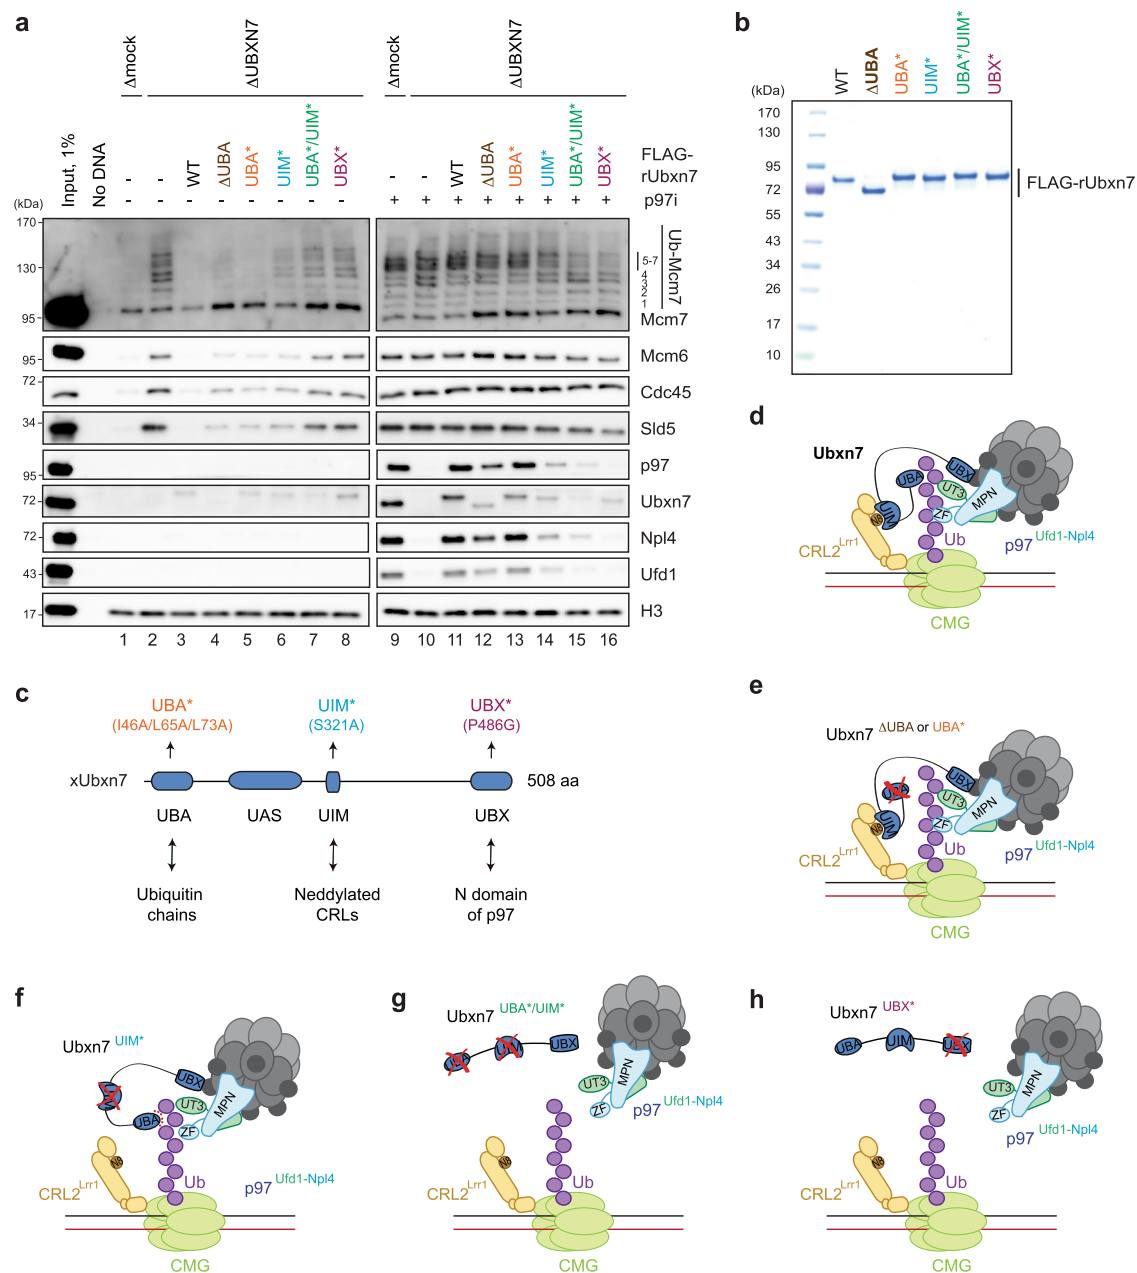 a
Δmock
ΔUBXN7
Δmock
ΔUBXN7
Input, 1%
No DNA
- - WT ΔUBA UBA* UIM* UBA*/UIM* UBX*
- - WT ΔUBA UBA* UIM* UBA*/UIM* UBX*
FLAG-
rUbxn7
(kDa)
- - - - - - - -
+ + + + + + + +
p97i
170
130
95
5-7
4
3
2
1
Ub-Mcm7
Mcm7
95
Mcm6
72
Cdc45
34
Sld5
95
p97
72
Ubxn7
72
Npl4
43
Ufd1
17
H3
1 2 3 4 5 6 7 8 9 10 11 12 13 14 15 16
b
WT ΔUBA UBA* UIM* UBA*/UIM* UBX*
(kDa)
170
130
95
72
55
43
34
26
17
10
FLAG-rUbxn7
c
UBA* UIM* UBX*
(I46A/L65A/L73A) (S321A) (P486G)
xUbxn7
508 aa
UBA UAS UIM UBX
Ubiquitin
chains
Neddylated
CRLs
N domain
of p97
d
Ubxn7
UBA
UBX
UT3
MPN
ZF
UIM
N8
CRL2Lrr1
Ub
p97Ufd1-Npl4
CMG
e
Ubxn7 ΔUBA or UBA*
UBA
UBX
UT3
MPN
ZF
UIM
N8
CRL2Lrr1
Ub
p97Ufd1-Npl4
CMG
f
Ubxn7 UIM*
UIM
UBX
UBA
UT3
MPN
ZF
N8
CRL2Lrr1
Ub
p97Ufd1-Npl4
CMG
g
Ubxn7 UBA*/UIM*
UBA
UIM
UBX
UT3
MPN
ZF
p97Ufd1-Npl4
N8
CRL2Lrr1
Ub
CMG
h
Ubxn7 UBX*
UBA
UIM
UBX
UT3
MPN
ZF
p97Ufd1-Npl4
N8
CRL2Lrr1
Ub
CMG